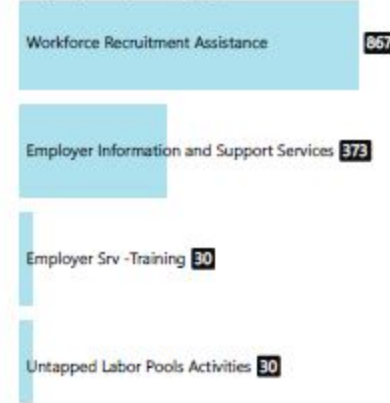 Workforce Recruitment Assistance 867
Employer Information and Support Services 373
Employer Srv -Training 30
Untapped Labor Pools Activities 30